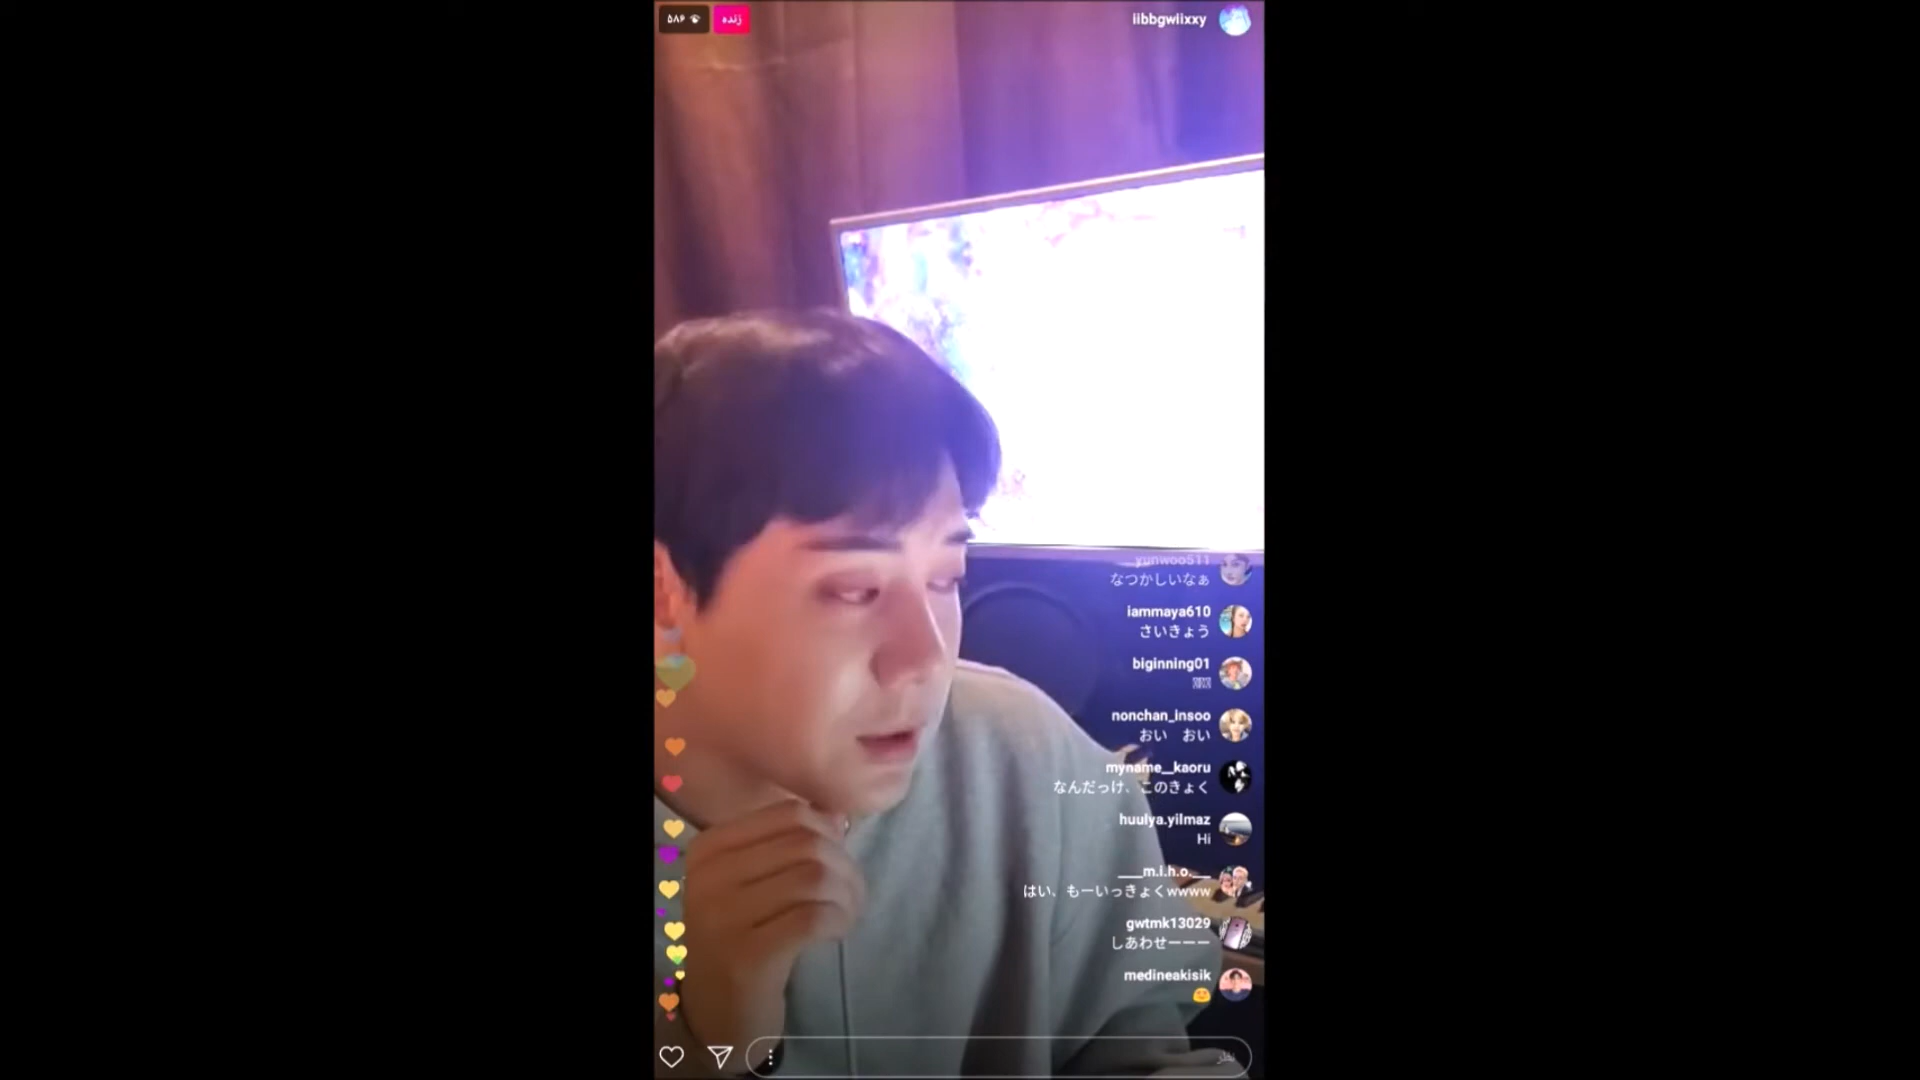 ۵۸۶
زنده
iibbgwiixxy
yunwoo511
なつかしいなぁ
iammaya610
さいきょう
biginning01
nonchan_insoo
おい　おい
myname__kaoru
なんだっけ、このきょく
huulya.yilmaz
Hi
___m.i.h.o.__
はい、もーいっきょくwwww
gwtmk13029
しあわせーーー
medineakisik
😊
نظر